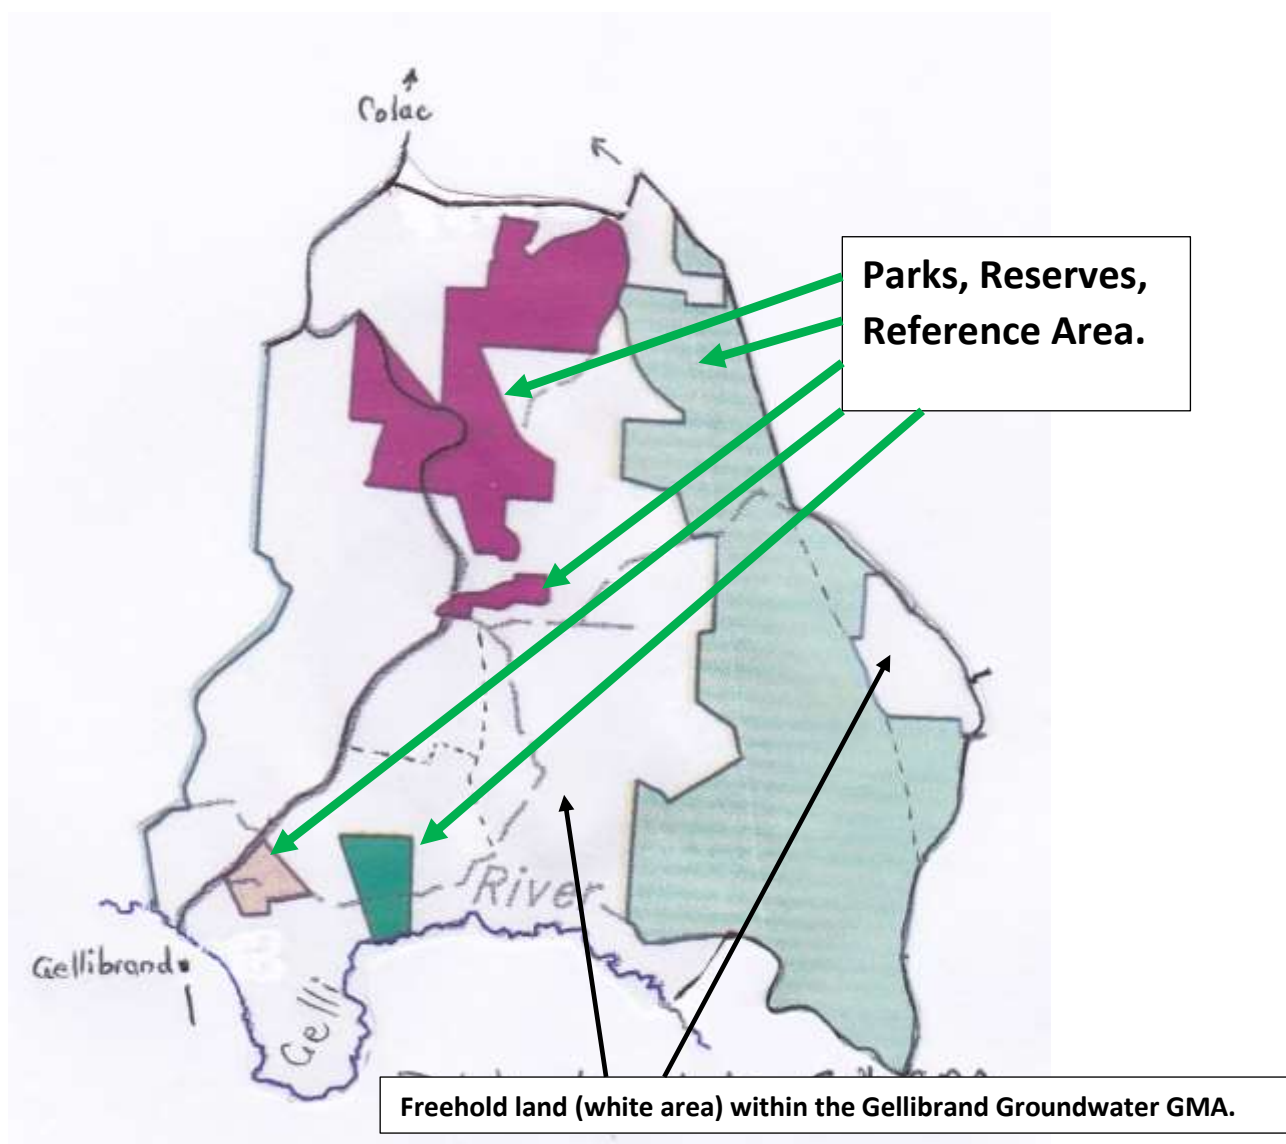 Colac
Parks, Reserves,
Reference Area.
River
Gellibrand
Gelli
Freehold land (white area) within the Gellibrand Groundwater GMA.